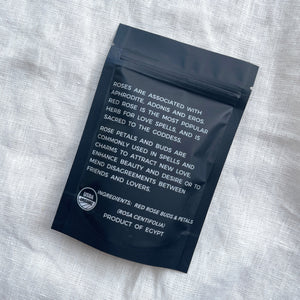 ROSES ARE ASSOCIATED WITH
APHRODITE, ADONIS AND EROS.
RED ROSE IS THE MOST POPULAR
HERB FOR LOVE SPELLS, AND IS
SACRED TO THE GODDESS.
ROSE PETALS AND BUDS ARE
COMMONLY USED IN SPELLS AND
CHARMS TO ATTRACT NEW LOVE,
ENHANCE BEAUTY AND DESIRE OR TO
MEND DISAGREEMENTS BETWEEN
FRIENDS AND LOVERS.
USDA
INGREDIENTS: RED ROSE BUDS & PETALS
(ROSA CENTIFOLIA)
PRODUCT OF EGYPT